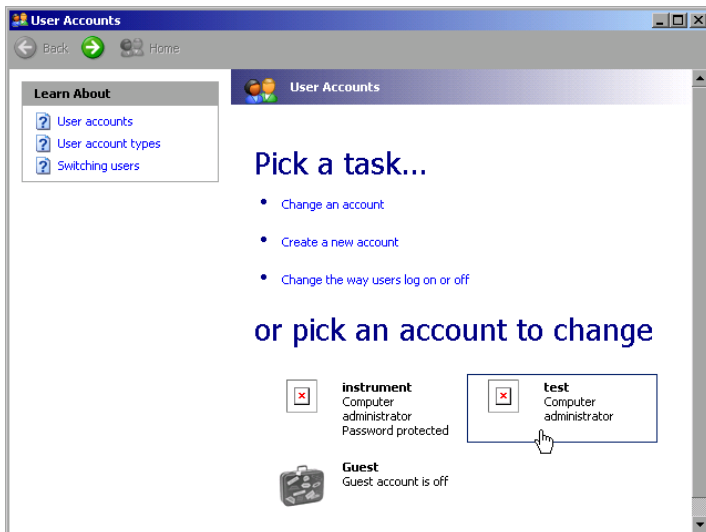 User Accounts
Back
Home
Learn About
User accounts
User account types
Switching users
User Accounts
Pick a task...
Change an account
Create a new account
Change the way users log on or off
or pick an account to change
instrument
Computer
administrator
Password protected
test
Computer
administrator
Guest
Guest account is off